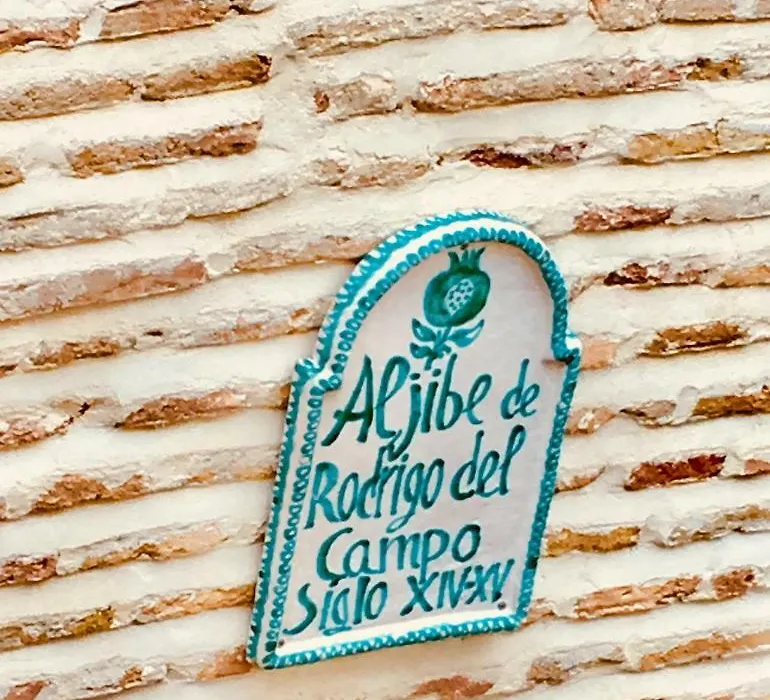 Aljibe de
Rodrigo del
Campo
Siglo XIV-XV